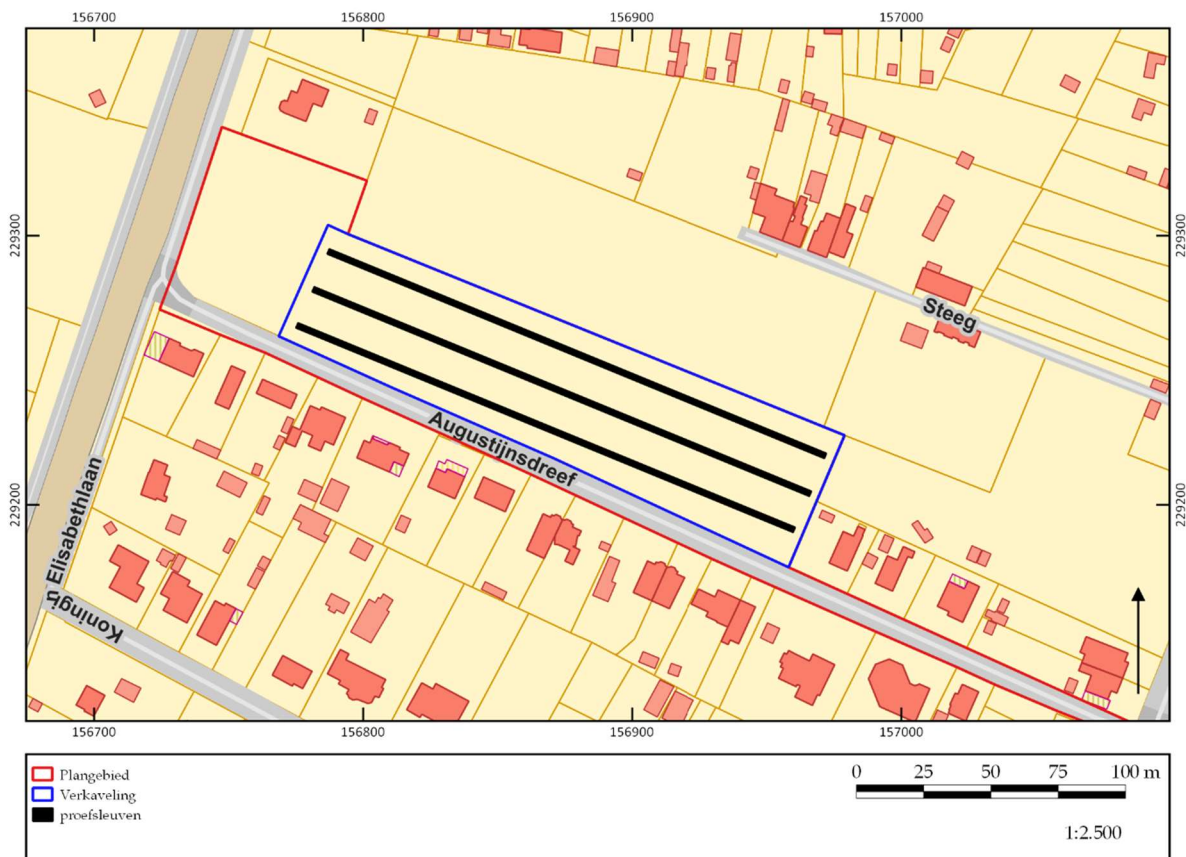 156700 156800 156900 157000
229300 229300
Steeg
Augustijnsdreef
229200 229200
Koningin Elisabethlaan
156700 156800 156900 157000
Plangebied
Verkaveling
proefsleuven
0 25 50 75 100 m
1:2.500